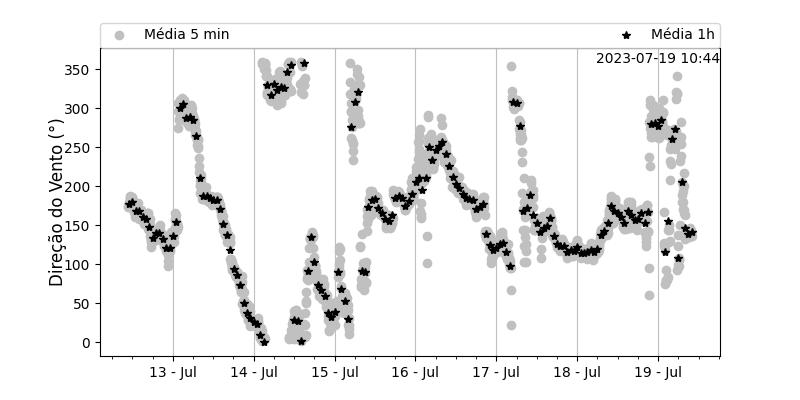 Média 5 min
Média 1h
2023-07-19 10:44
Direção do Vento (°)
350
300
250
200
150
100
50
0
13 - Jul
14 - Jul
15 - Jul
16 - Jul
17 - Jul
18 - Jul
19 - Jul